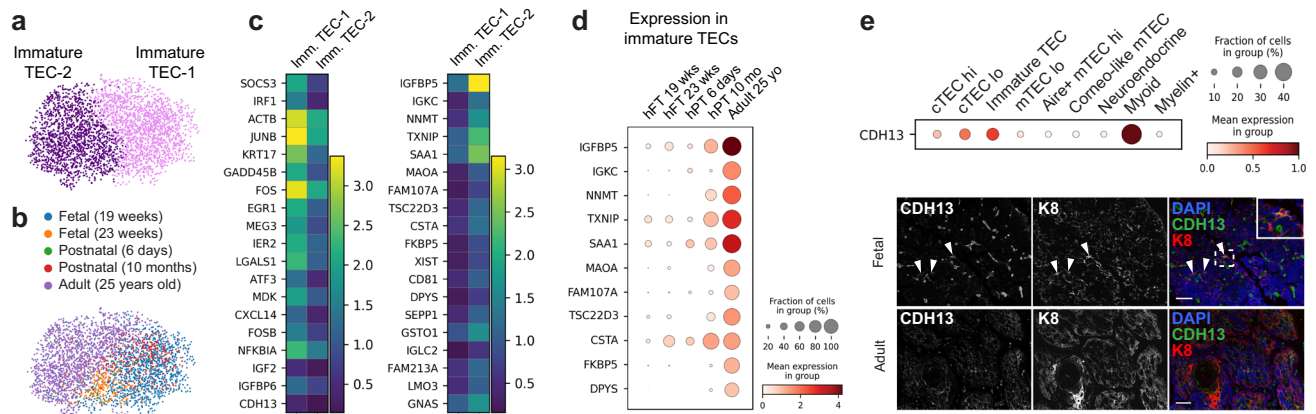 a
Immature
TEC-2
Immature
TEC-1
b
Fetal (19 weeks)
Fetal (23 weeks)
Postnatal (6 days)
Postnatal (10 months)
Adult (25 years old)
c
Imm. TEC-1
Imm. TEC-2
SOCS3
IRF1
ACTB
JUNB
KRT17
GADD45B
FOS
EGR1
MEG3
IER2
LGALS1
ATF3
MDK
CXCL14
FOSB
NFKBIA
IGF2
IGFBP6
CDH13
3.0
2.5
2.0
1.5
1.0
0.5
Imm. TEC-1
Imm. TEC-2
IGFBP5
IGKC
NNMT
TXNIP
SAA1
MAOA
FAM107A
TSC22D3
CSTA
FKBP5
XIST
CD81
DPYS
SEPP1
GSTO1
IGLC2
FAM213A
LMO3
GNAS
3.0
2.5
2.0
1.5
1.0
0.5
d
Expression in
immature TECs
hFT 19 wks
hFT 23 wks
hPT 6 days
hPT 10 mo
Adult 25 yo
IGFBP5
IGKC
NNMT
TXNIP
SAA1
MAOA
FAM107A
TSC22D3
CSTA
FKBP5
DPYS
Fraction of cells
in group (%)
20 40 60 80 100
Mean expression
in group
0 2 4
e
cTEC hi
cTEC lo
Immature TEC
mTEC lo
Aire+ mTEC hi
Corneo-like mTEC
Neuroendocrine
Myoid
Myelin+
CDH13
Fraction of cells
in group (%)
10 20 30 40
Mean expression
in group
0.0 0.5 1.0
Fetal
CDH13
K8
DAPI
CDH13
K8
Adult
CDH13
K8
DAPI
CDH13
K8